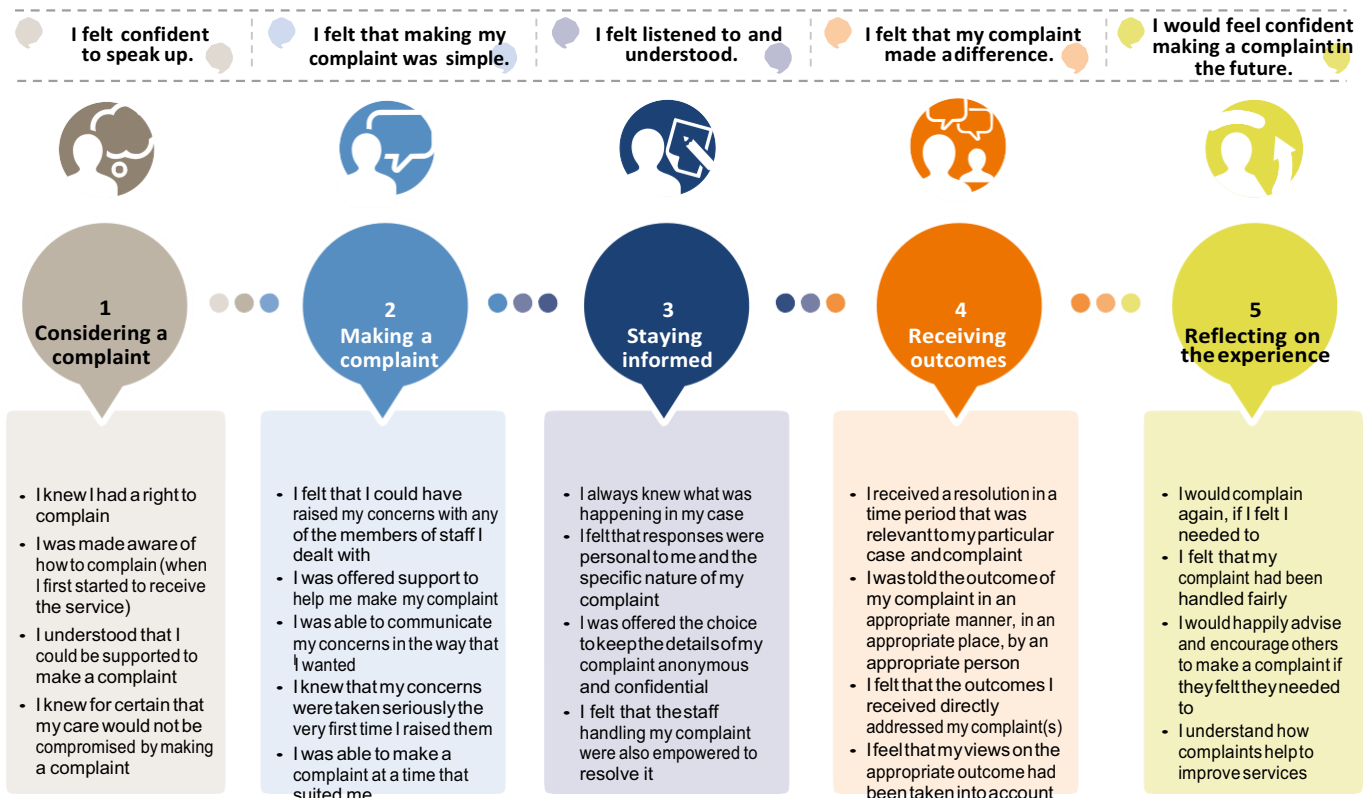 I felt confident
to speak up.
I felt that making my
complaint was simple.
I felt listened to and
understood.
I felt that my complaint
made a difference.
I would feel confident
making a complaint in
the future.
1
Considering a
complaint
2
Making a
complaint
3
Staying
informed
4
Receiving
outcomes
5
Reflecting on
the experience
• I knew I had a right to
complain
• I was made aware of
how to complain (when
I first started to receive
the service)
• I understood that I
could be supported to
make a complaint
• I knew for certain that
my care would not be
compromised by making
a complaint
• I felt that I could have
raised my concerns with any
of the members of staff I
dealt with
• I was offered support to
help me make my complaint
• I was able to communicate
my concerns in the way that
I wanted
• I knew that my concerns
were taken seriously the
very first time I raised them
• I was able to make a
complaint at a time that
suited me
• I always knew what was
happening in my case
• I felt that responses were
personal to me and the
specific nature of my
complaint
• I was offered the choice
to keep the details of my
complaint anonymous
and confidential
• I felt that the staff
handling my complaint
were also empowered to
resolve it
• I received a resolution in a
time period that was
relevant to my particular
case and complaint
• I was told the outcome of
my complaint in an
appropriate manner, in an
appropriate place, by an
appropriate person
• I felt that the outcomes I
received directly
addressed my complaint(s)
• I feel that my views on the
appropriate outcome had
been taken into account
• I would complain
again, if I felt I
needed to
• I felt that my
complaint had been
handled fairly
• I would happily advise
and encourage others
to make a complaint if
they felt they needed
to
• I understand how
complaints help to
improve services